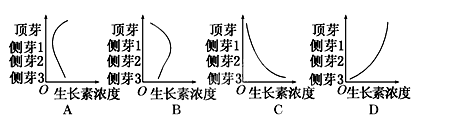 顶芽 顶芽 顶芽 顶芽
侧芽1 侧芽1 侧芽1 侧芽1
侧芽2 侧芽2 侧芽2 侧芽2
侧芽3 侧芽3 侧芽3 侧芽3
O 生长素浓度 O 生长素浓度 O 生长素浓度 O 生长素浓度
A B C D